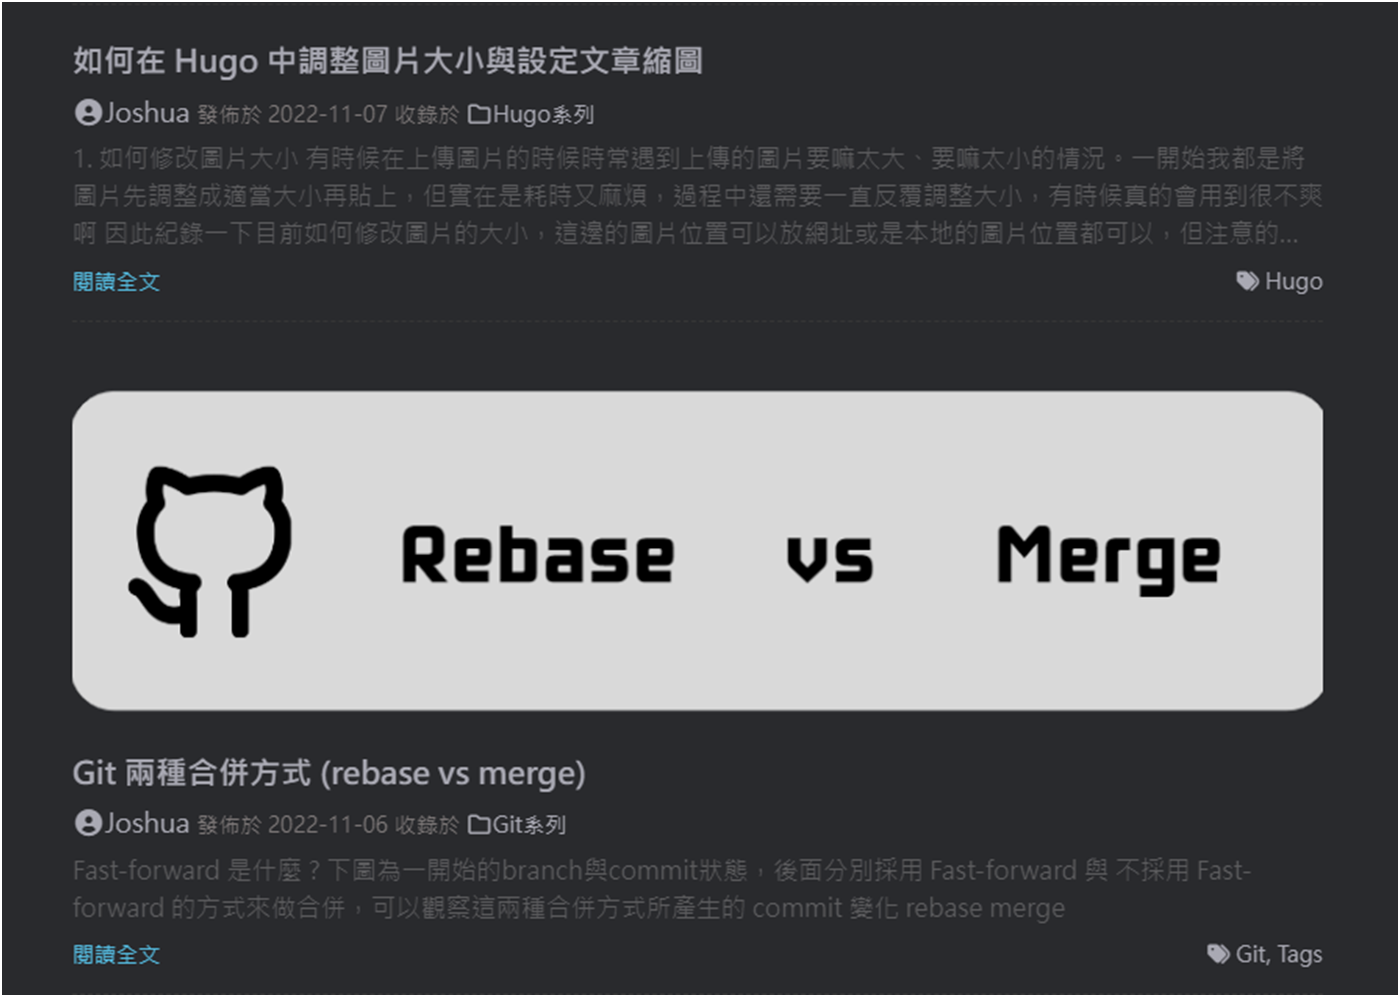 如何在 Hugo 中調整圖片大小與設定文章縮圖
Joshua 發佈於 2022-11-07 收錄於 Hugo系列
1. 如何修改圖片大小 有時候在上傳圖片的時候時常遇到上傳的圖片要嘛太大、要嘛太小的情況。一開始我都是將
圖片先調整成適當大小再貼上，但實在是耗時又麻煩，過程中還需要一直反覆調整大小，有時候真的會用到很不爽
啊 因此紀錄一下目前如何修改圖片的大小，這邊的圖片位置可以放網址或是本地的圖片位置都可以，但注意的...
閱讀全文
Hugo
Rebase vs Merge
Git 兩種合併方式 (rebase vs merge)
Joshua 發佈於 2022-11-06 收錄於 Git系列
Fast-forward 是什麼？下圖為一開始的branch與commit狀態，後面分別採用 Fast-forward 與 不採用 Fast-
forward 的方式來做合併，可以觀察這兩種合併方式所產生的 commit 變化 rebase merge
閱讀全文
Git, Tags